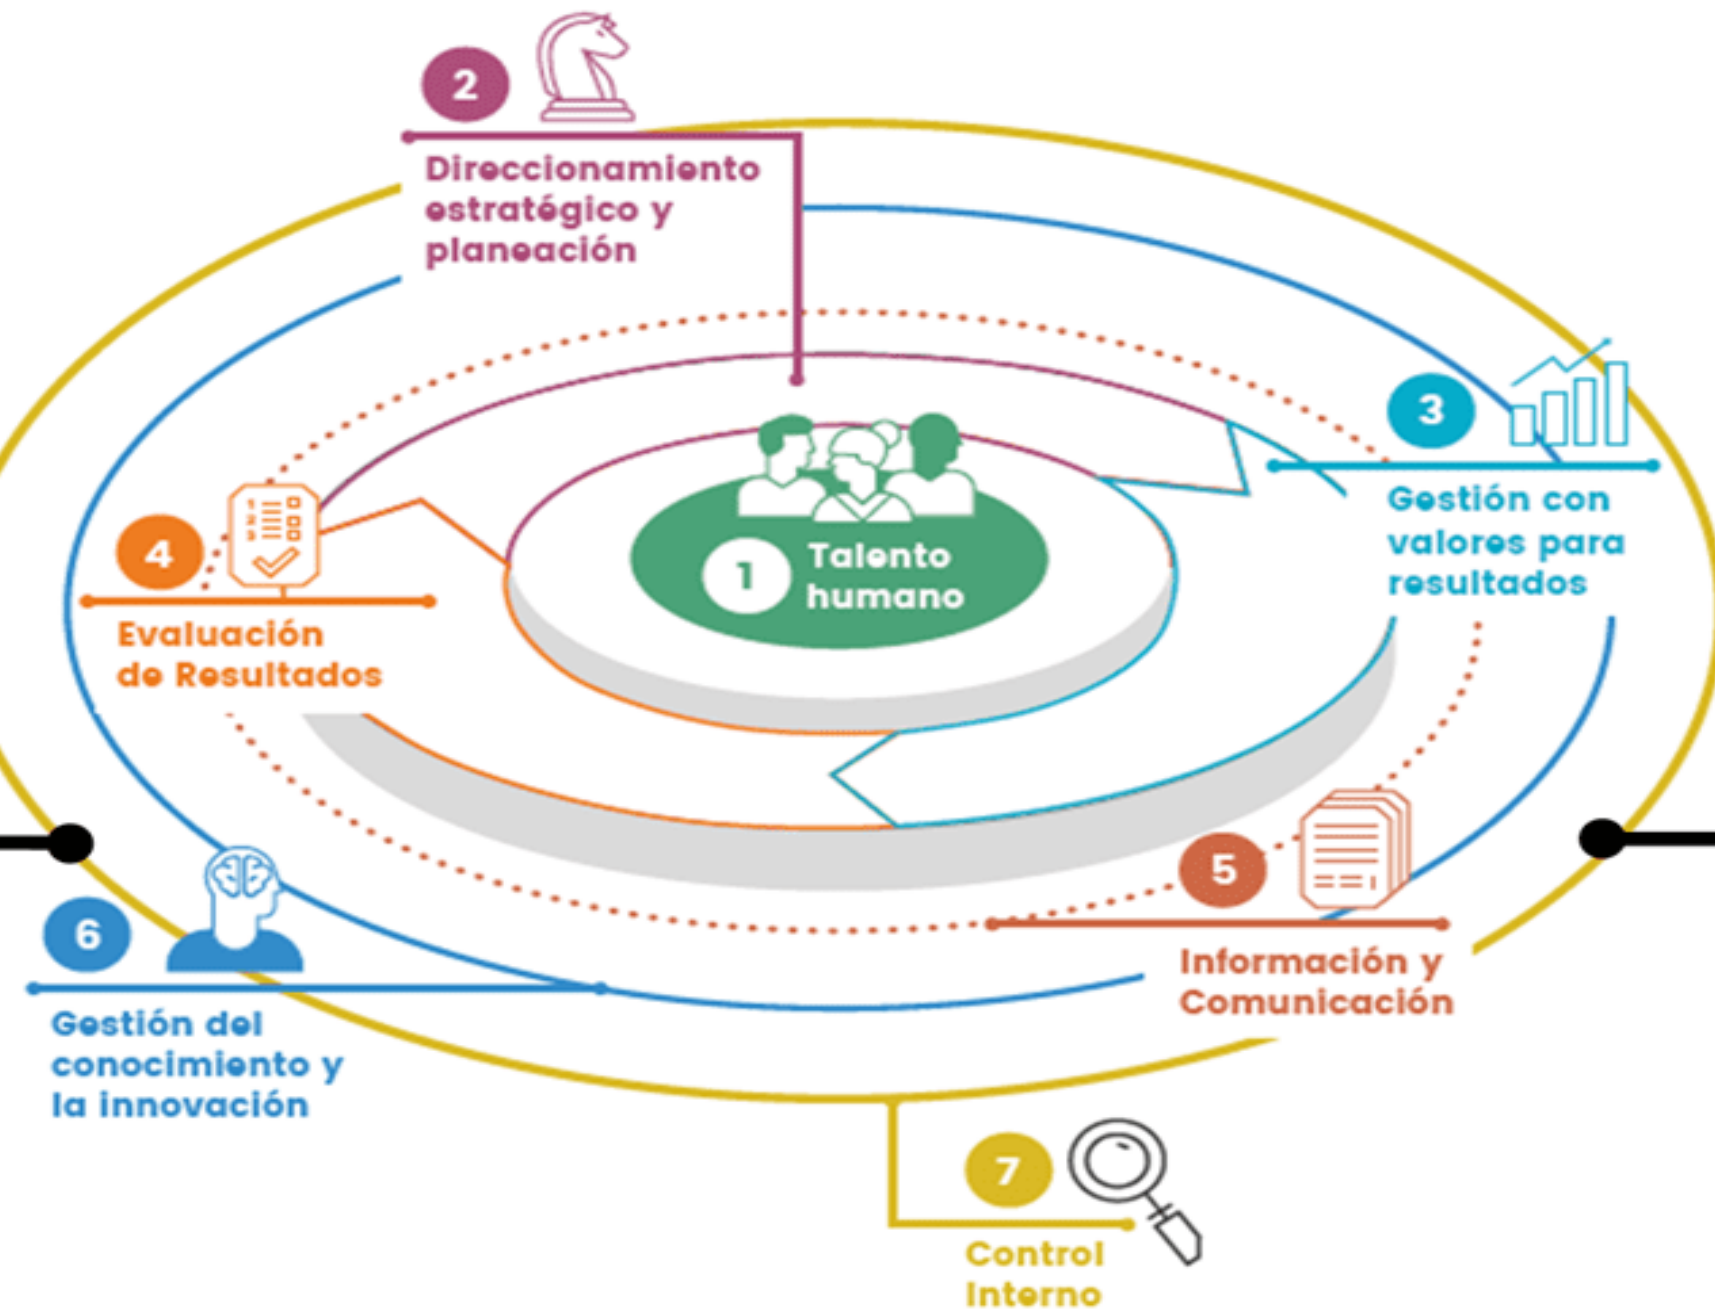 2
Direccionamiento
estratégico y
planeación
3
Gestión con
valores para
resultados
1
Talento
humano
4
Evaluación
de Resultados
5
Información y
Comunicación
6
Gestión del
conocimiento y
la innovación
7
Control
Interno